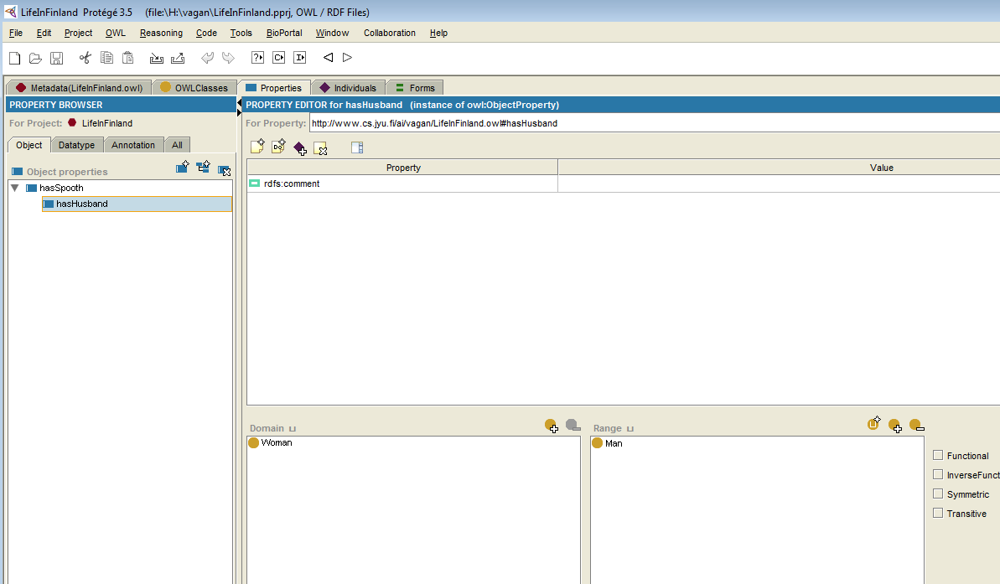 LifeInFinland Protégé 3.5 (file:\H:\vagan\LifeInFinland.pprj, OWL / RDF Files)
File Edit Project OWL Reasoning Code Tools BioPortal Window Collaboration Help
Metadata(LifeInFinland.owl) OWLClasses Properties Individuals Forms
PROPERTY BROWSER
For Project: LifeInFinland
Object Datatype Annotation All
Object properties
hasSpooth
hasHusband
PROPERTY EDITOR for hasHusband (instance of owl:ObjectProperty)
For Property: http://www.cs.jyu.fi/ai/vagan/LifeInFinland.owl#hasHusband
Property Value
rdfs:comment
Domain
Woman
Range
Man
Functional
InverseFunct
Symmetric
Transitive